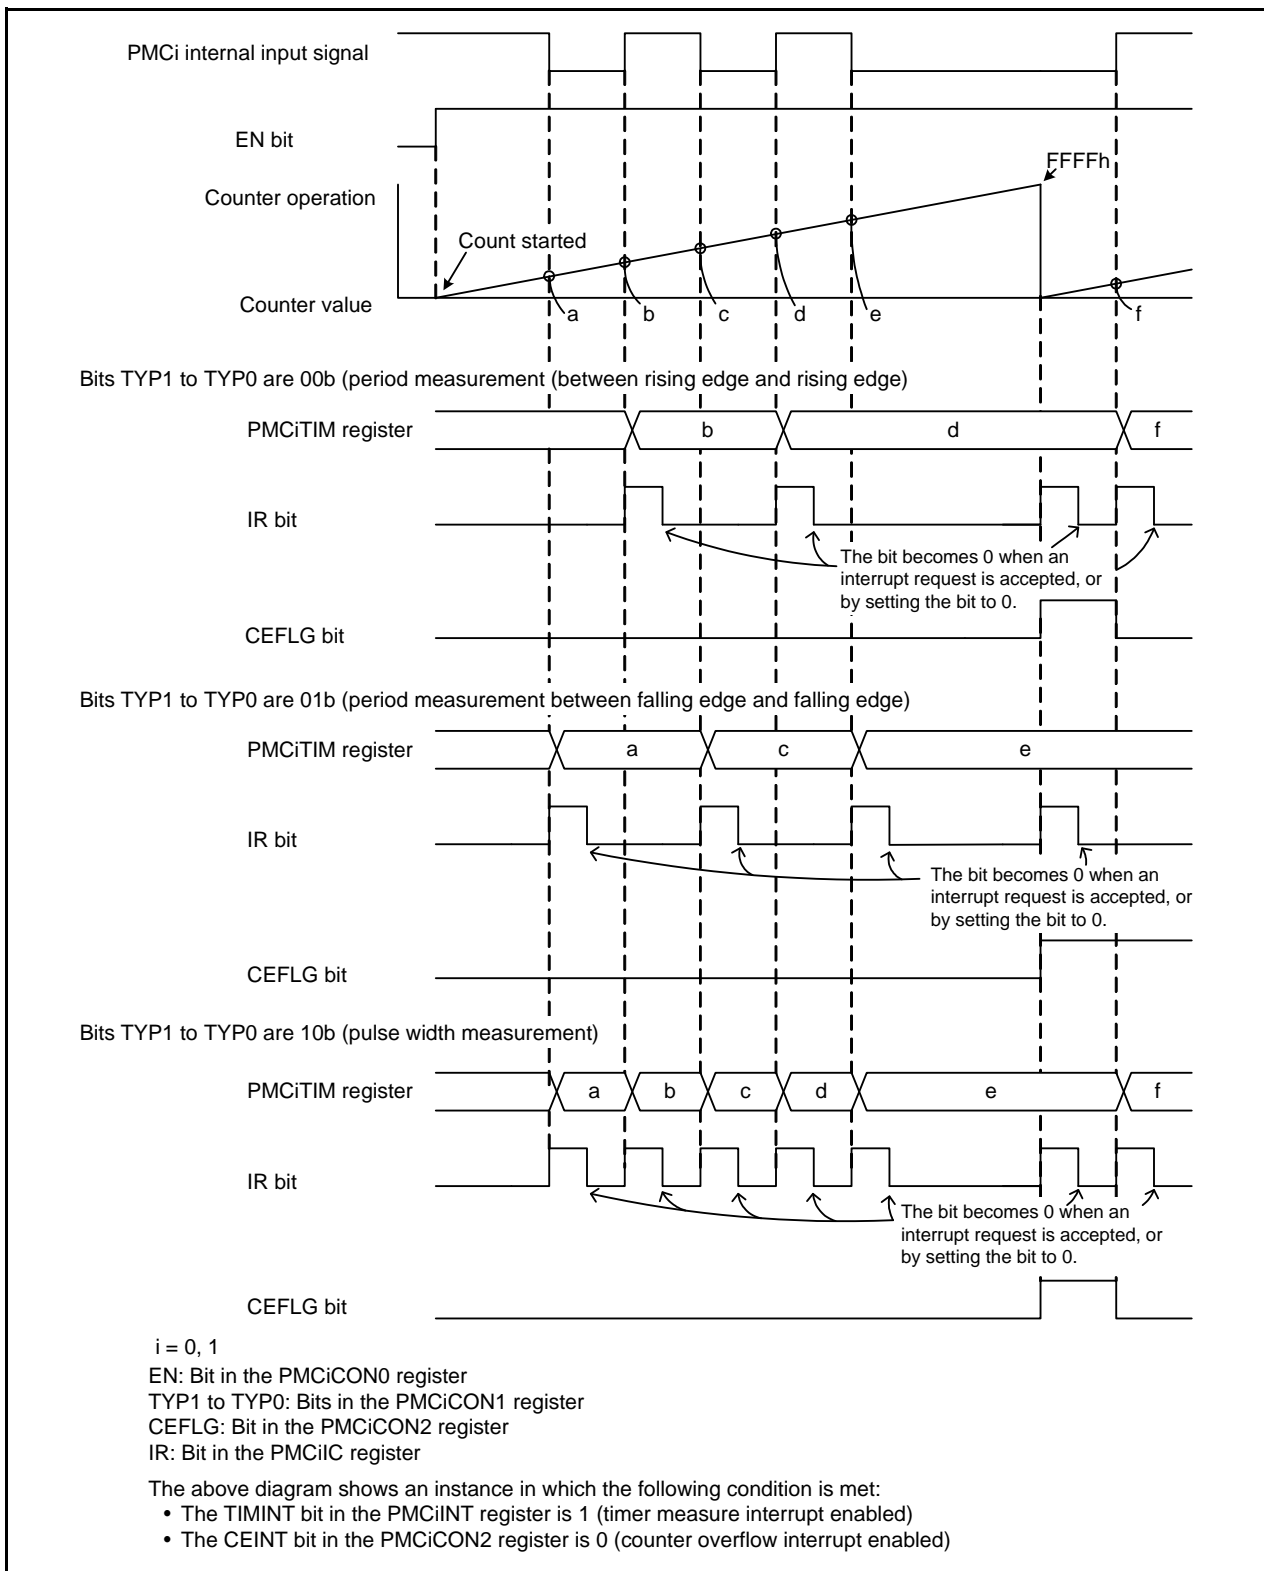 PMCi internal input signal
EN bit
FFFFh
Counter operation
Count started
Counter value
a b c d e f
Bits TYP1 to TYP0 are 00b (period measurement (between rising edge and rising edge)
PMCiTIM register
b d f
IR bit
The bit becomes 0 when an
interrupt request is accepted, or
by setting the bit to 0.
CEFLG bit
Bits TYP1 to TYP0 are 01b (period measurement between falling edge and falling edge)
PMCiTIM register
a c e
IR bit
The bit becomes 0 when an
interrupt request is accepted, or
by setting the bit to 0.
CEFLG bit
Bits TYP1 to TYP0 are 10b (pulse width measurement)
PMCiTIM register
a b c d e f
IR bit
The bit becomes 0 when an
interrupt request is accepted, or
by setting the bit to 0.
CEFLG bit
i = 0, 1
EN: Bit in the PMCiCON0 register
TYP1 to TYP0: Bits in the PMCiCON1 register
CEFLG: Bit in the PMCiCON2 register
IR: Bit in the PMCiIC register
The above diagram shows an instance in which the following condition is met:
• The TIMINT bit in the PMCiINT register is 1 (timer measure interrupt enabled)
• The CEINT bit in the PMCiCON2 register is 0 (counter overflow interrupt enabled)